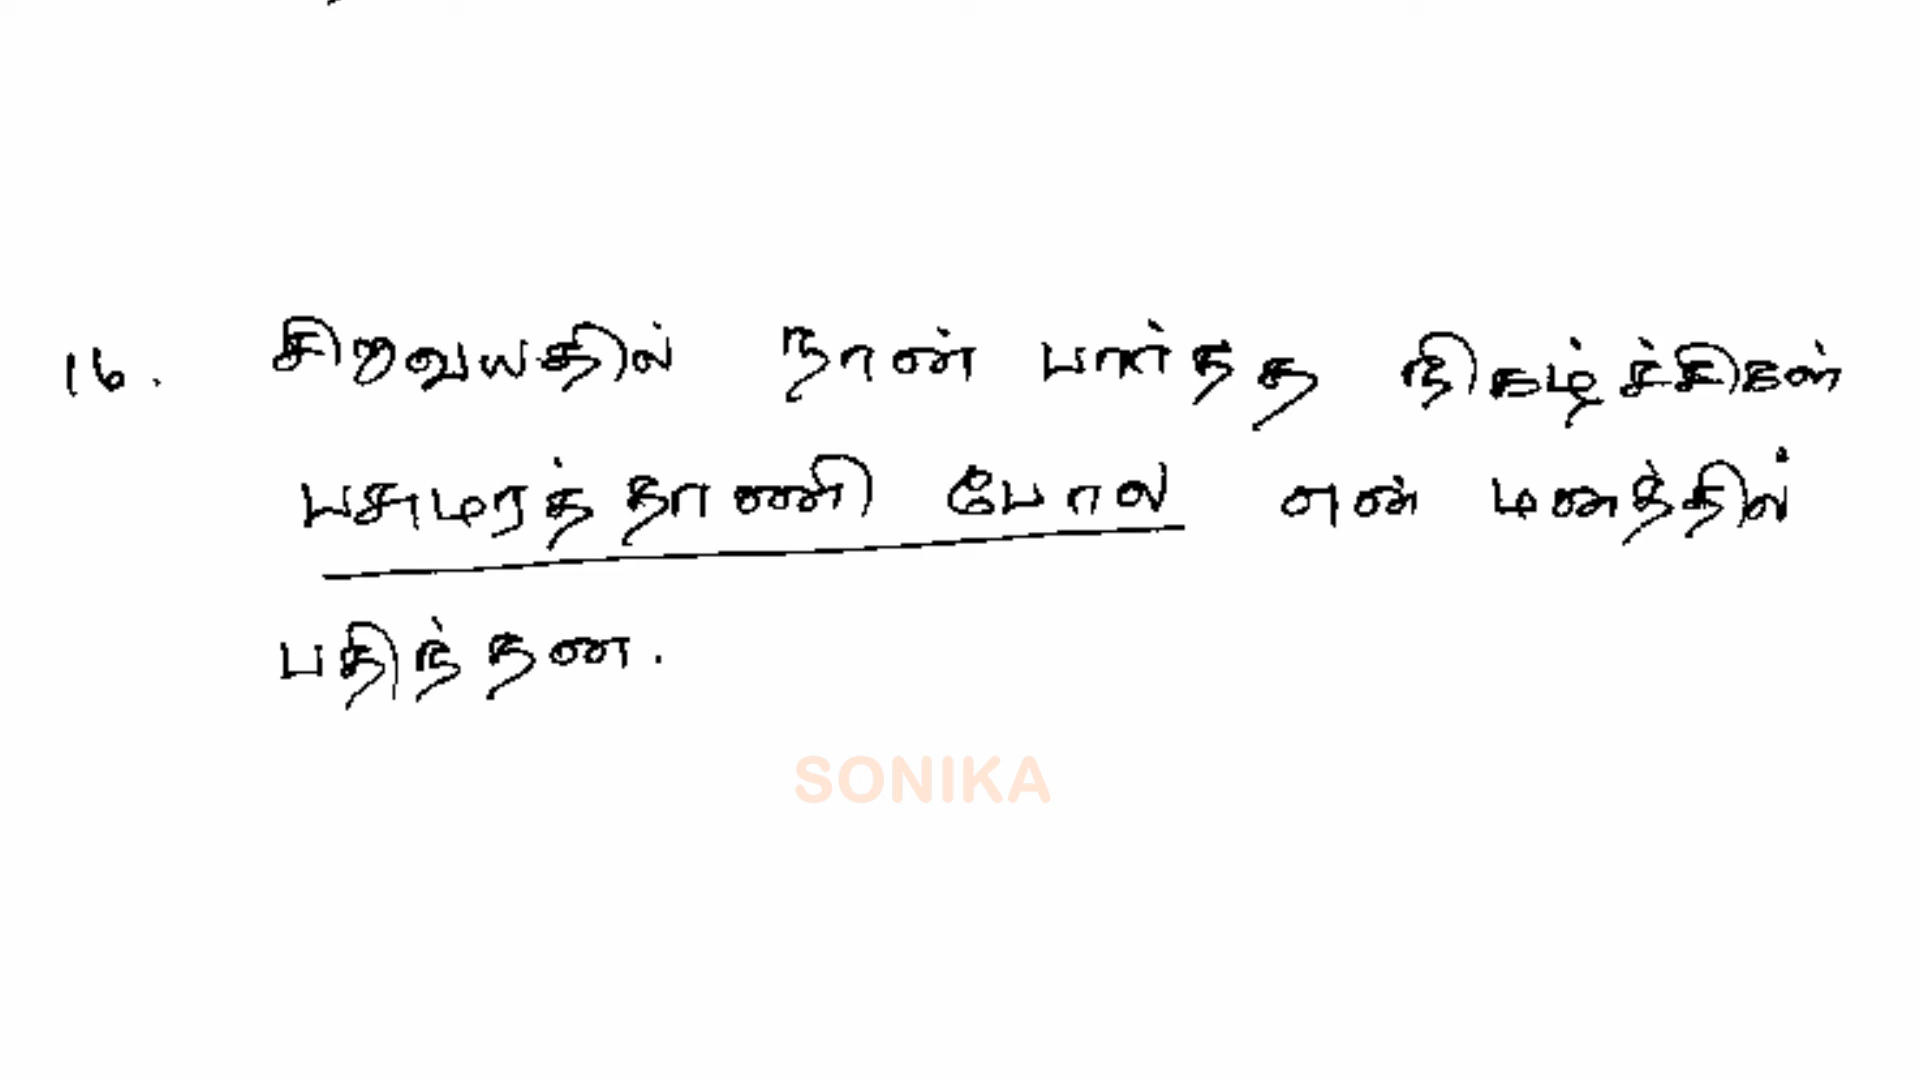 16. சிறுவயதில் நான் பார்த்த நிகழ்ச்சிகள்
பசுமரத்தாணி போல் என் மனத்தில்
பதிந்தன.
SONIKA